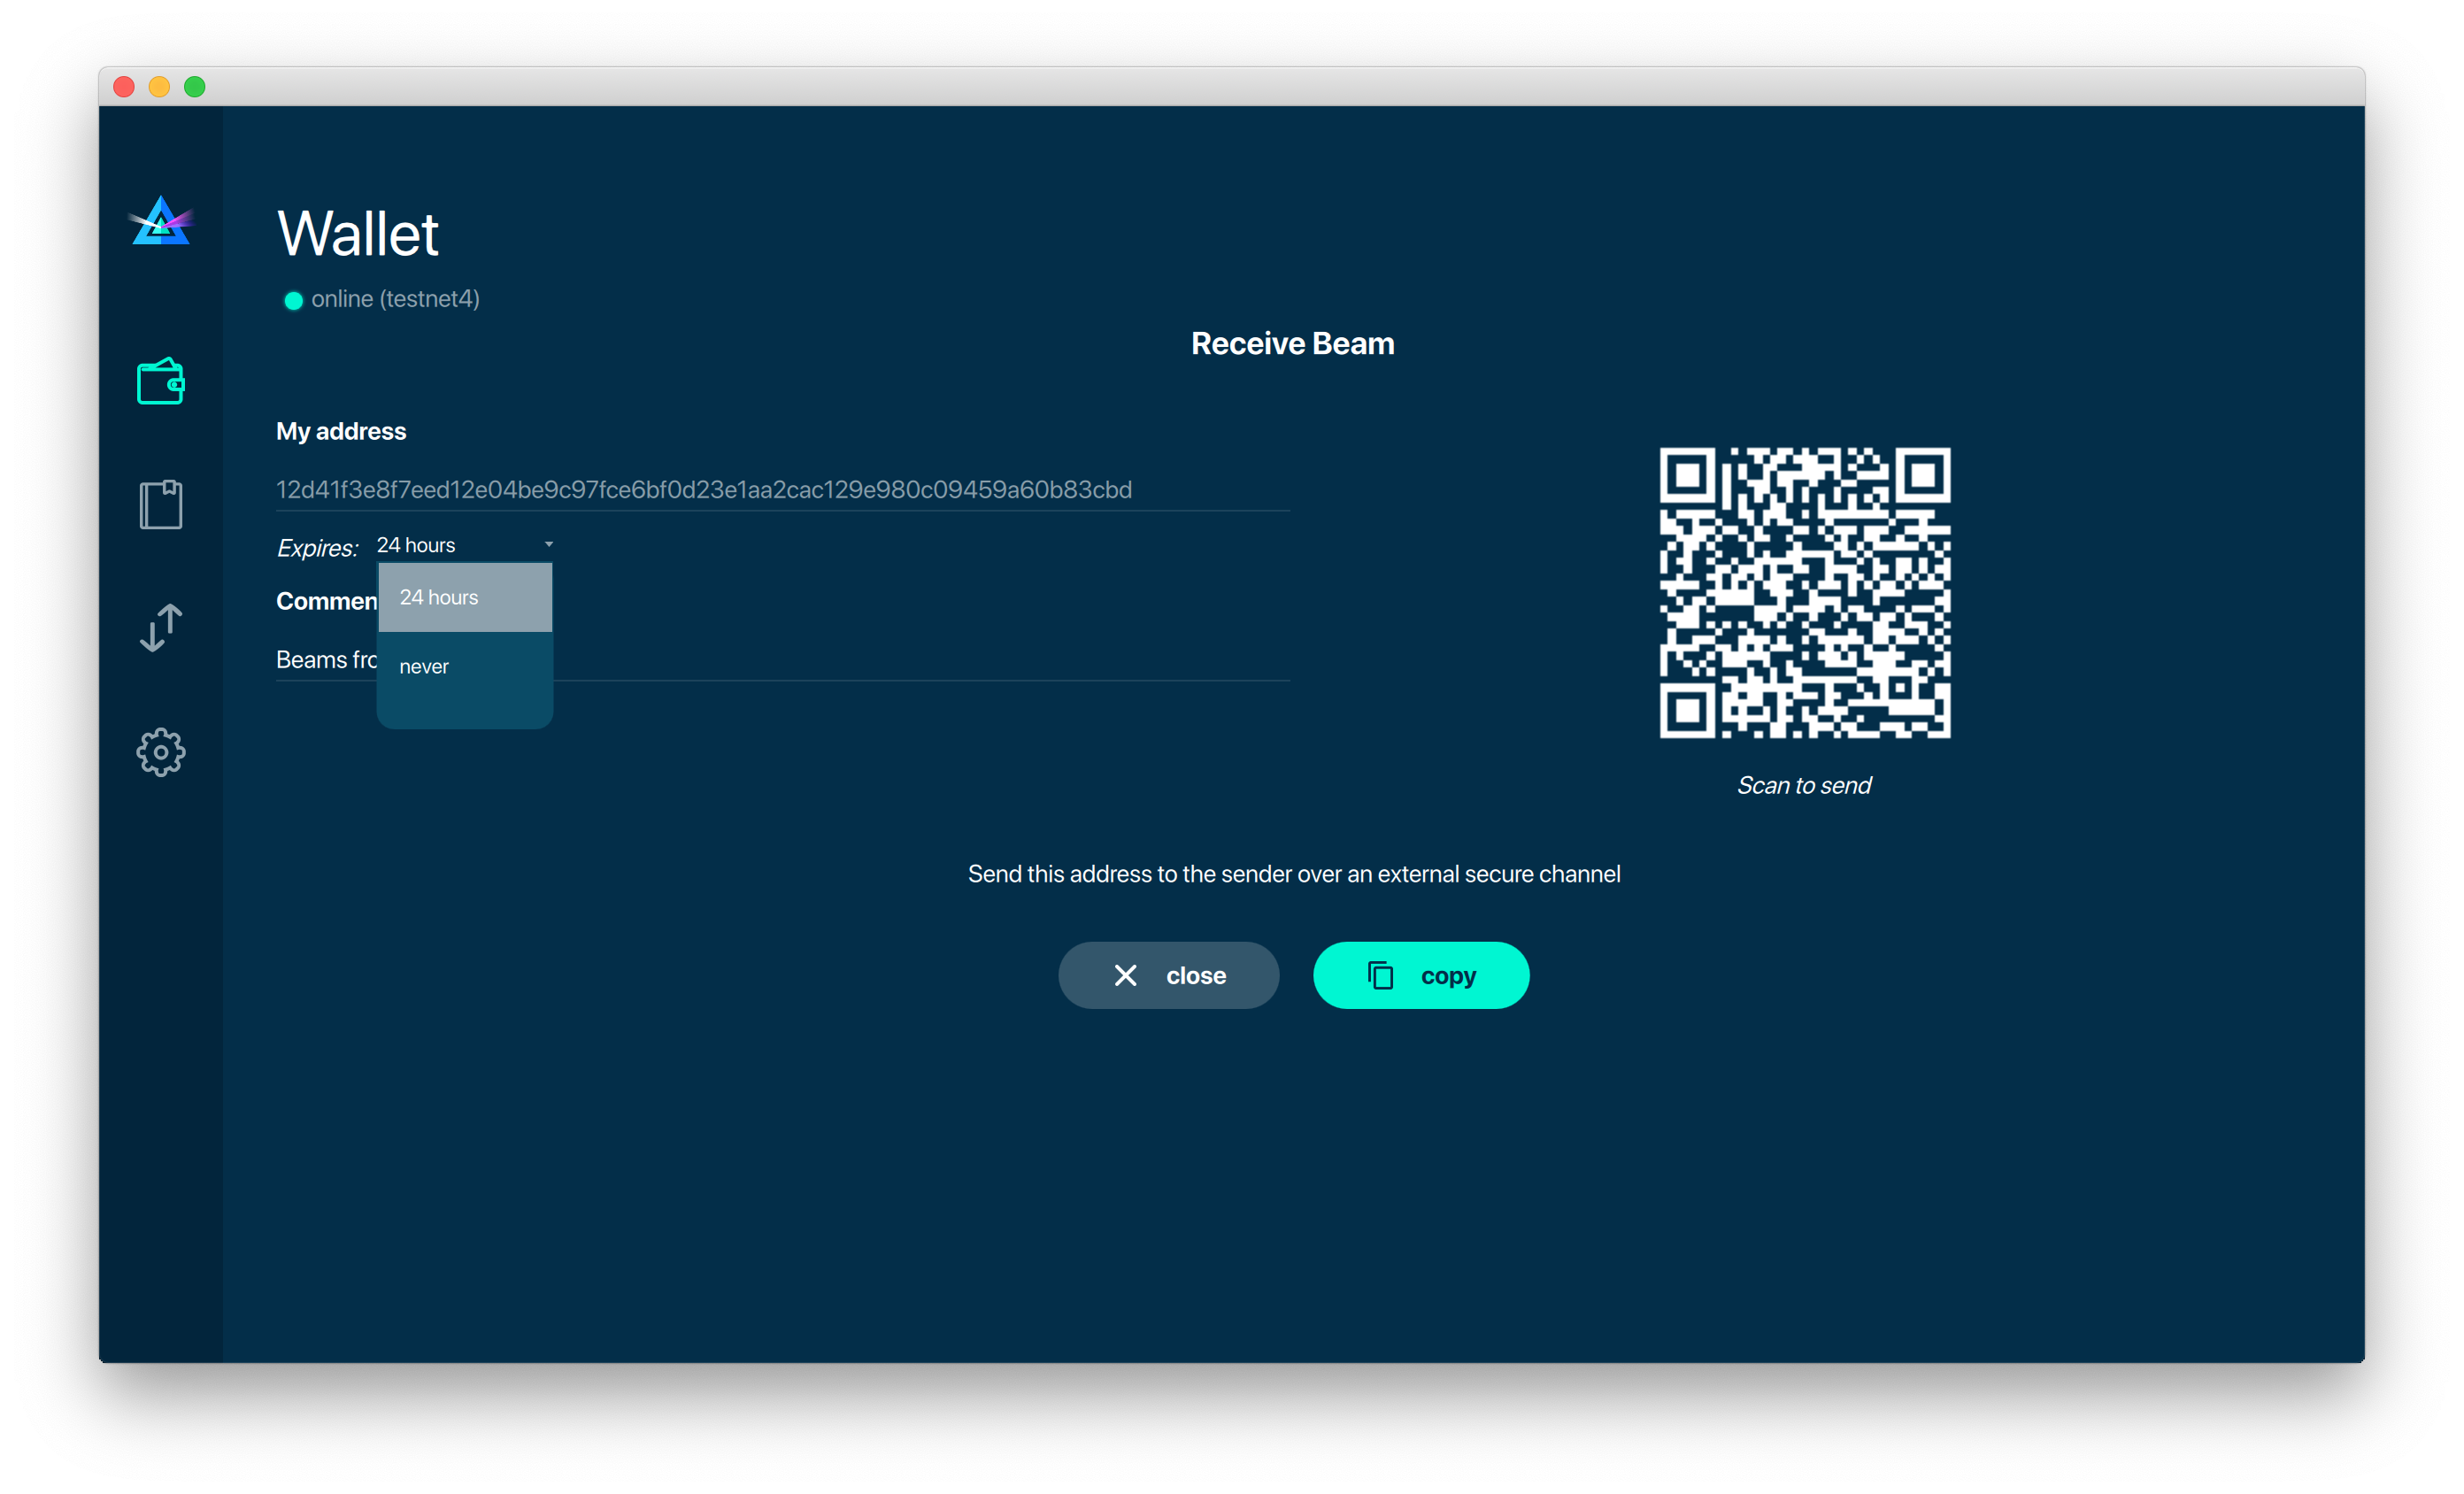 Wallet
online (testnet4)
Receive Beam
My address
12d41f3e8f7eed12e04be9c97fce6bf0d23e1aa2cac129e980c09459a60b83cbd
Expires: 24 hours
24 hours
Commen
never
Beams fro
Scan to send
Send this address to the sender over an external secure channel
close
copy